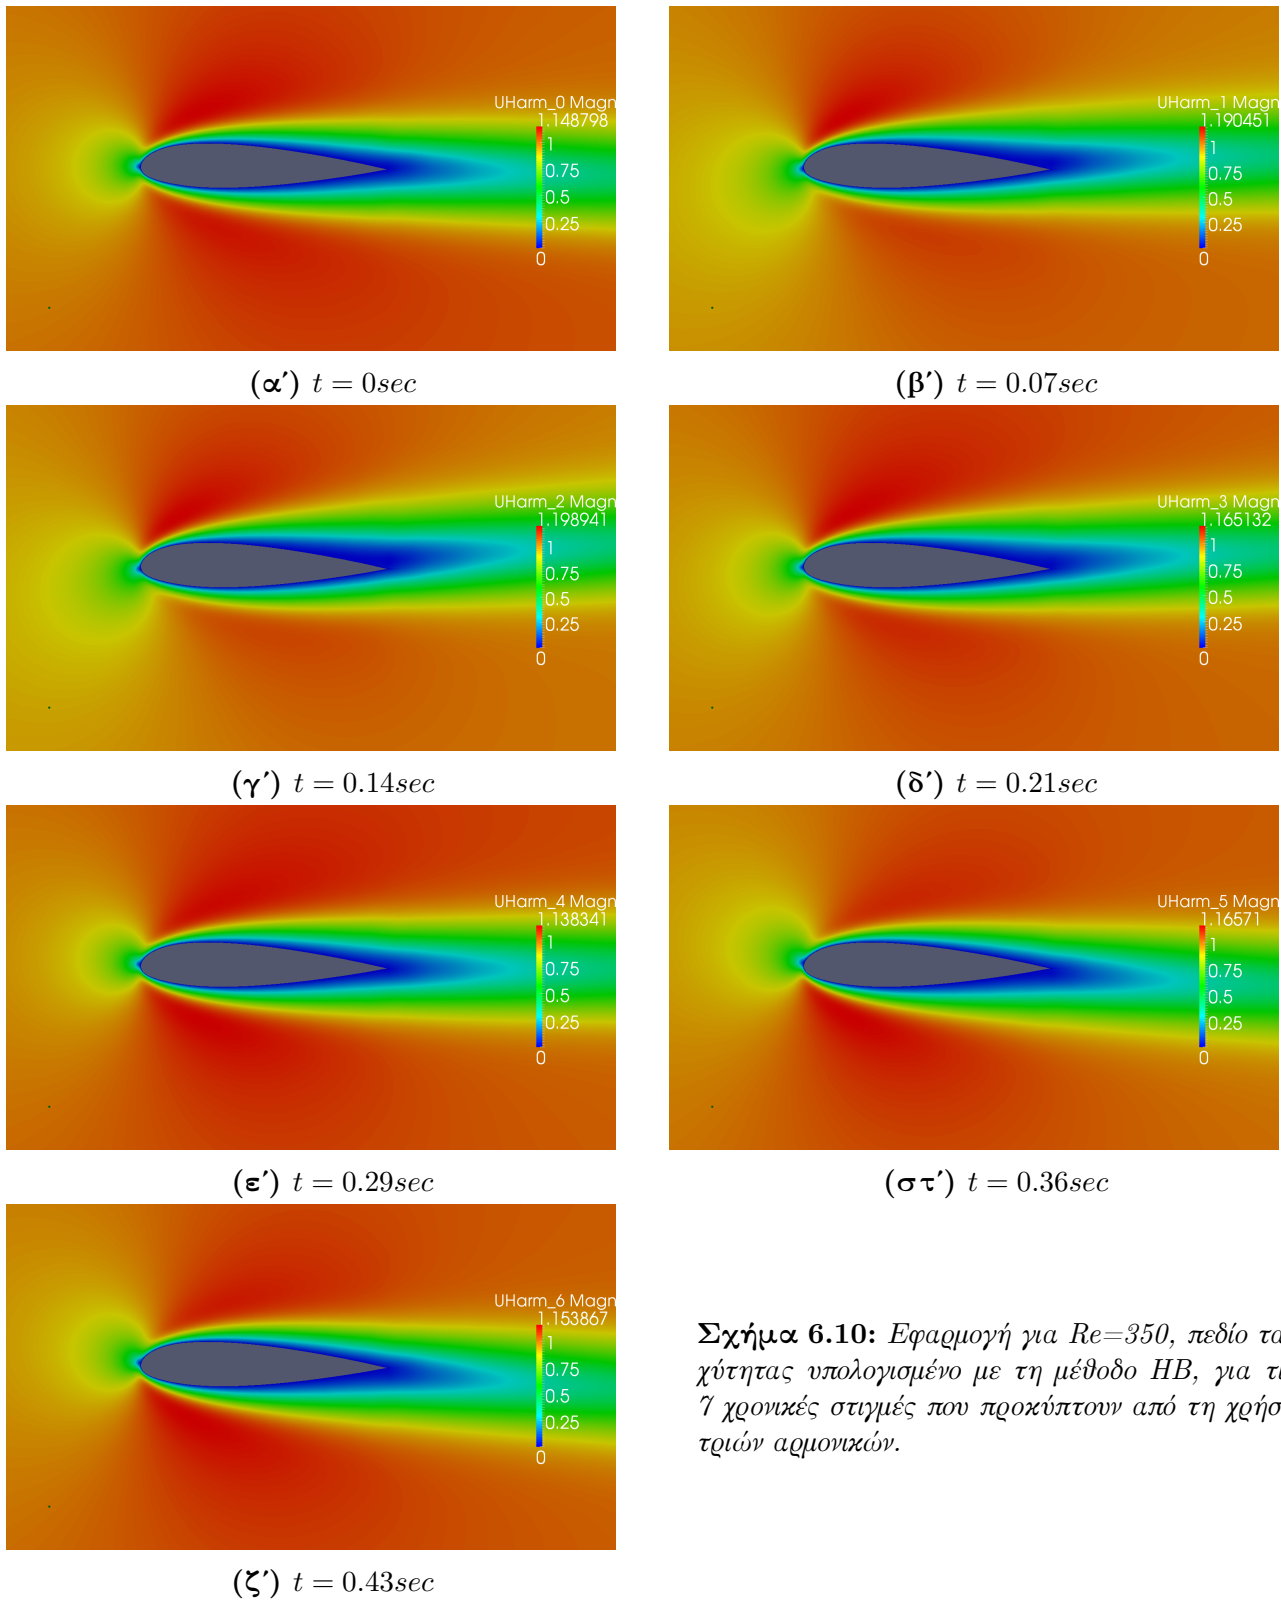 UHarm_0 Magn
1.148798
1
0.75
0.5
0.25
0
(α΄) t = 0sec
UHarm_1 Magn
1.190451
1
0.75
0.5
0.25
0
(β΄) t = 0.07sec
UHarm_2 Magn
1.198941
1
0.75
0.5
0.25
0
(γ΄) t = 0.14sec
UHarm_3 Magn
1.165132
1
0.75
0.5
0.25
0
(δ΄) t = 0.21sec
UHarm_4 Magn
1.138341
1
0.75
0.5
0.25
0
(ε΄) t = 0.29sec
UHarm_5 Magn
1.16571
1
0.75
0.5
0.25
0
(στ΄) t = 0.36sec
UHarm_6 Magn
1.153867
1
0.75
0.5
0.25
0
(ζ΄) t = 0.43sec
Σχήμα 6.10: Εφαρμογή για Re=350, πεδίο τα
χύτητας υπολογισμένο με τη μέθοδο HB, για τι
7 χρονικές στιγμές που προκύπτουν από τη χρήσ
τριών αρμονικών.